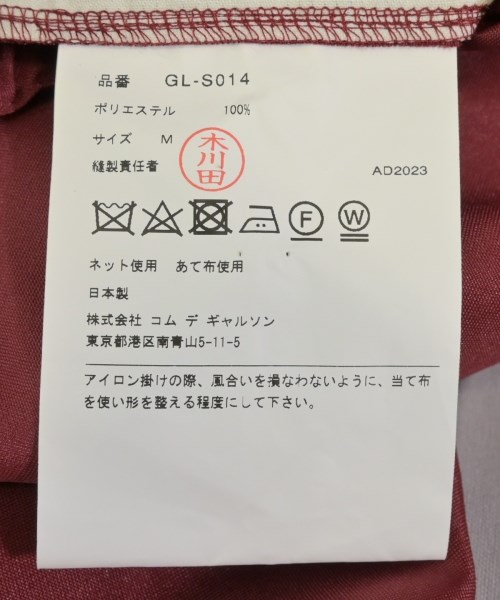 品番 GL-S014
ポリエステル 100%
サイズ M
縫製責任者 木川田 AD2023
F W
ネット使用 あて布使用
日本製
株式会社 コム デ ギャルソン
東京都港区南青山5-11-5
アイロン掛けの際、風合いを損なわないように、当て布
を使い形を整える程度にして下さい。